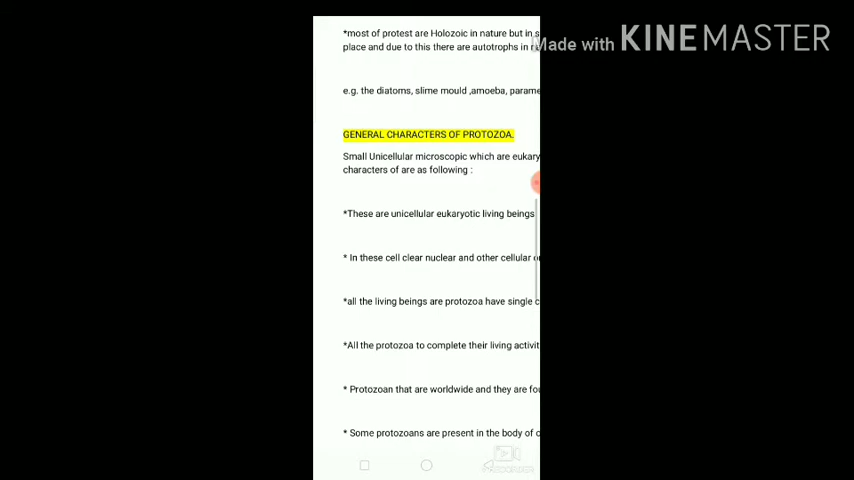 *most of protest are Holozoic in nature but in
place and due to this there are autotrophs in
Made with KINEMASTER
e.g. the diatoms, slime mould ,amoeba, parame
GENERAL CHARACTERS OF PROTOZOA.
Small Unicellular microscopic which are eukary
characters of are as following :
*These are unicellular eukaryotic living beings
* In these cell clear nuclear and other cellular
*all the living beings are protozoa have single c
*All the protozoa to complete their living activit
* Protozoan that are worldwide and they are fou
* Some protozoans are present in the body of o